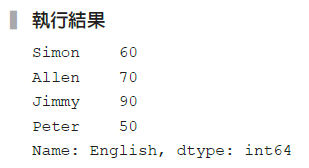 執行結果
Simon    60
Allen    70
Jimmy    90
Peter    50
Name: English, dtype: int64